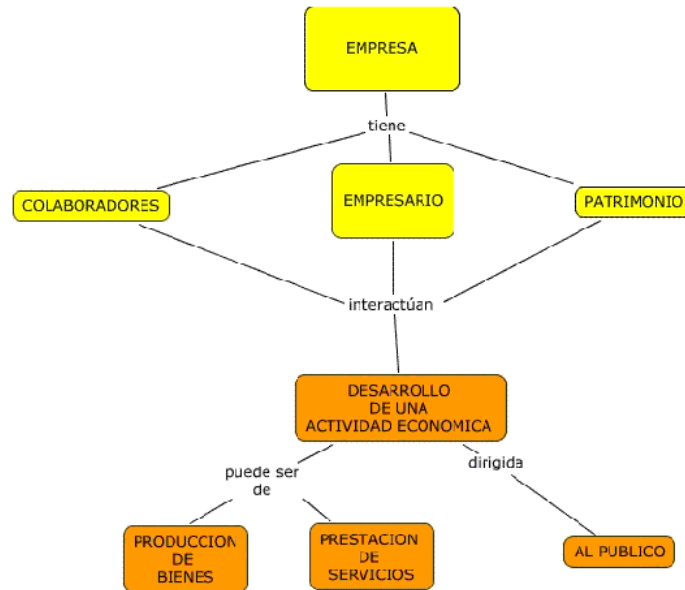 EMPRESA
tiene
COLABORADORES
EMPRESARIO
PATRIMONIO
interactúan
DESARROLLO
DE UNA
ACTIVIDAD ECONOMICA
puede ser
de
dirigida
PRODUCCION
DE
BIENES
PRESTACION
DE
SERVICIOS
AL PUBLICO